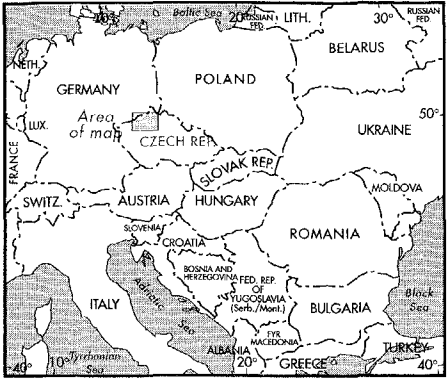 Baltic Sea
20°
RUSSIAN
FED.
LITH.
30°
RUSSIAN
FED.
NETH.
BELARUS
GERMANY
POLAND
Area
of map
50°
LUX.
CZECH REP.
UKRAINE
FRANCE
SLOVAK REP.
SWITZ.
AUSTRIA
HUNGARY
MOLDOVA
SLOVENIA
CROATIA
ROMANIA
BOSNIA AND
HERZEGOVINA
FED. REP.
OF
YUGOSLAVIA
(Serb./Mont.)
ITALY
Adriatic
Sea
BULGARIA
Black
Sea
FYR
MACEDONIA
ALBANIA
TURKEY
40°
10°
Tyrrhenian
Sea
20°
GREECE
40°